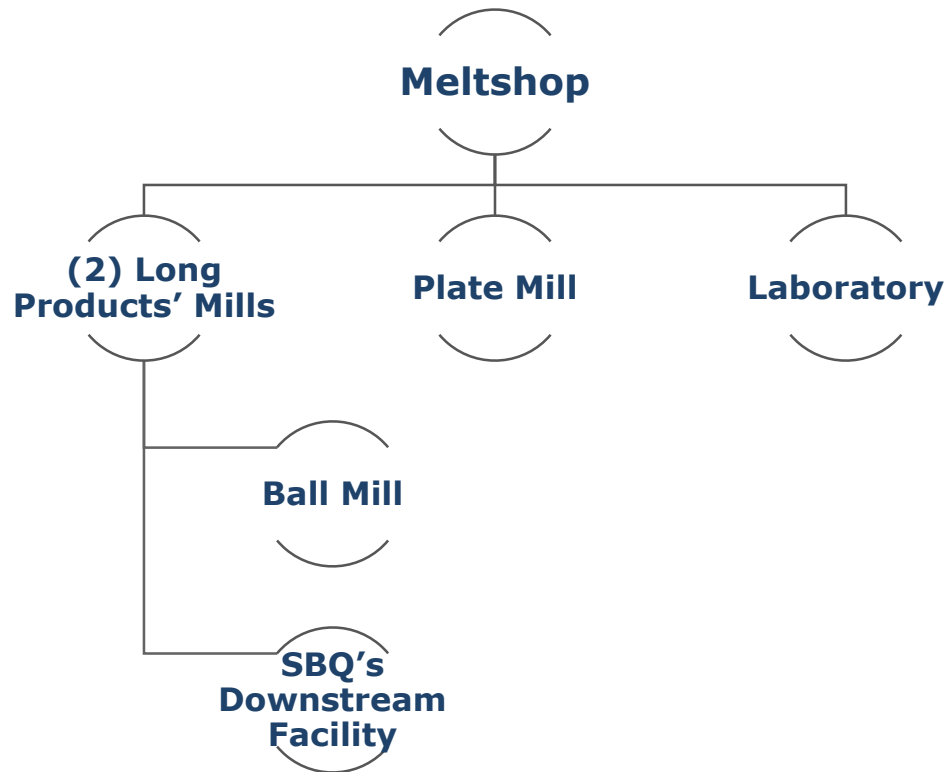 Meltshop
(2) Long
Products’ Mills
Plate Mill
Laboratory
Ball Mill
SBQ’s
Downstream
Facility